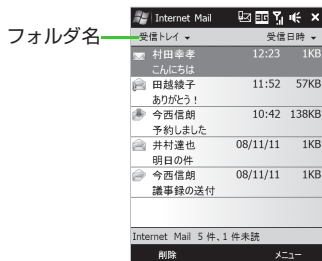 Internet Mail
フォルダ名
受信トレイ 受信日時
村田幸孝 12:23 1KB
こんにちは
田越綾子 11:52 57KB
ありがとう！
今西信朗 10:42 138KB
予約しました
井村達也 08/11/11 1KB
明日の件
今西信朗 08/11/11 1KB
議事録の送付
Internet Mail 5 件、1 件未読
削除 メニュー